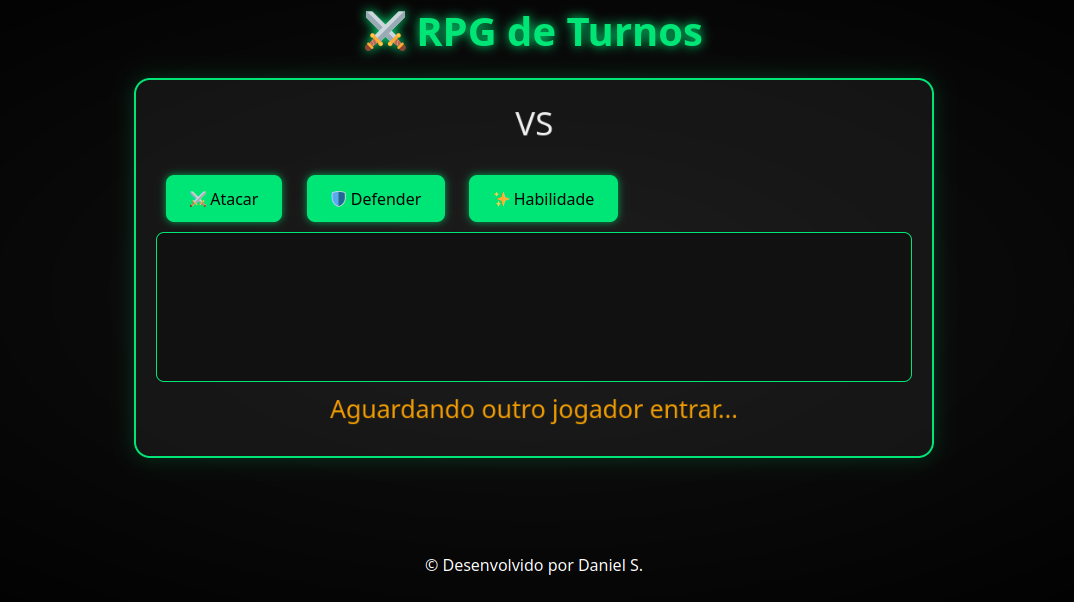 ⚔️ RPG de Turnos
VS
⚔️ Atacar 🛡️ Defender ✨ Habilidade
Aguardando outro jogador entrar...
© Desenvolvido por Daniel S.